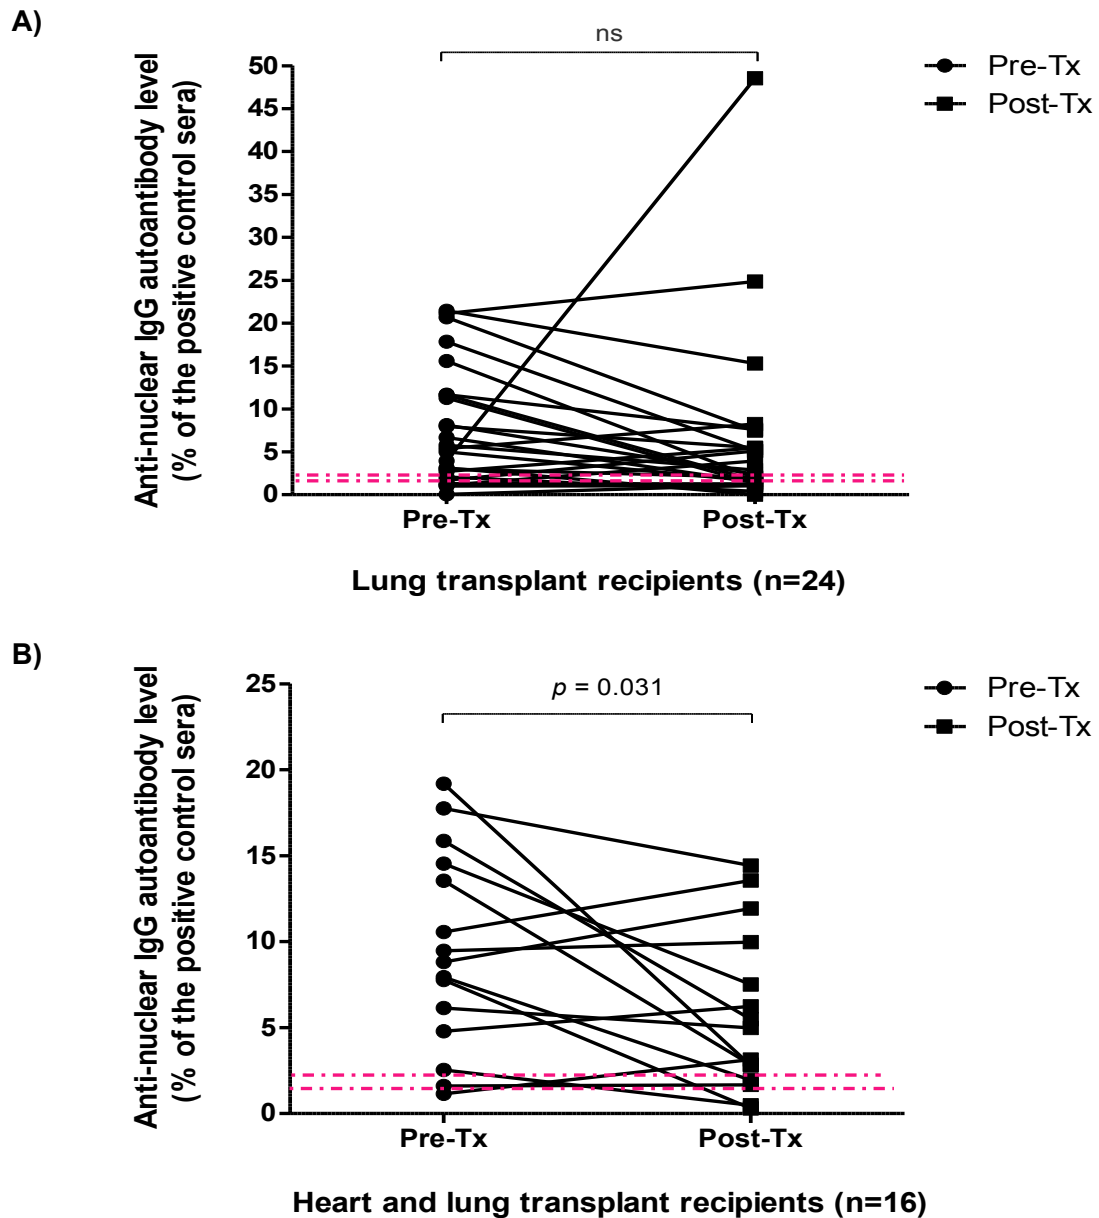 A)
ns
Pre-Tx
Post-Tx
Anti-nuclear IgG autoantibody level
(% of the positive control sera)
50
45
40
35
30
25
20
15
10
5
0
Pre-Tx
Post-Tx
Lung transplant recipients (n=24)
B)
p = 0.031
Pre-Tx
Post-Tx
Anti-nuclear IgG autoantibody level
(% of the positive control sera)
25
20
15
10
5
0
Pre-Tx
Post-Tx
Heart and lung transplant recipients (n=16)